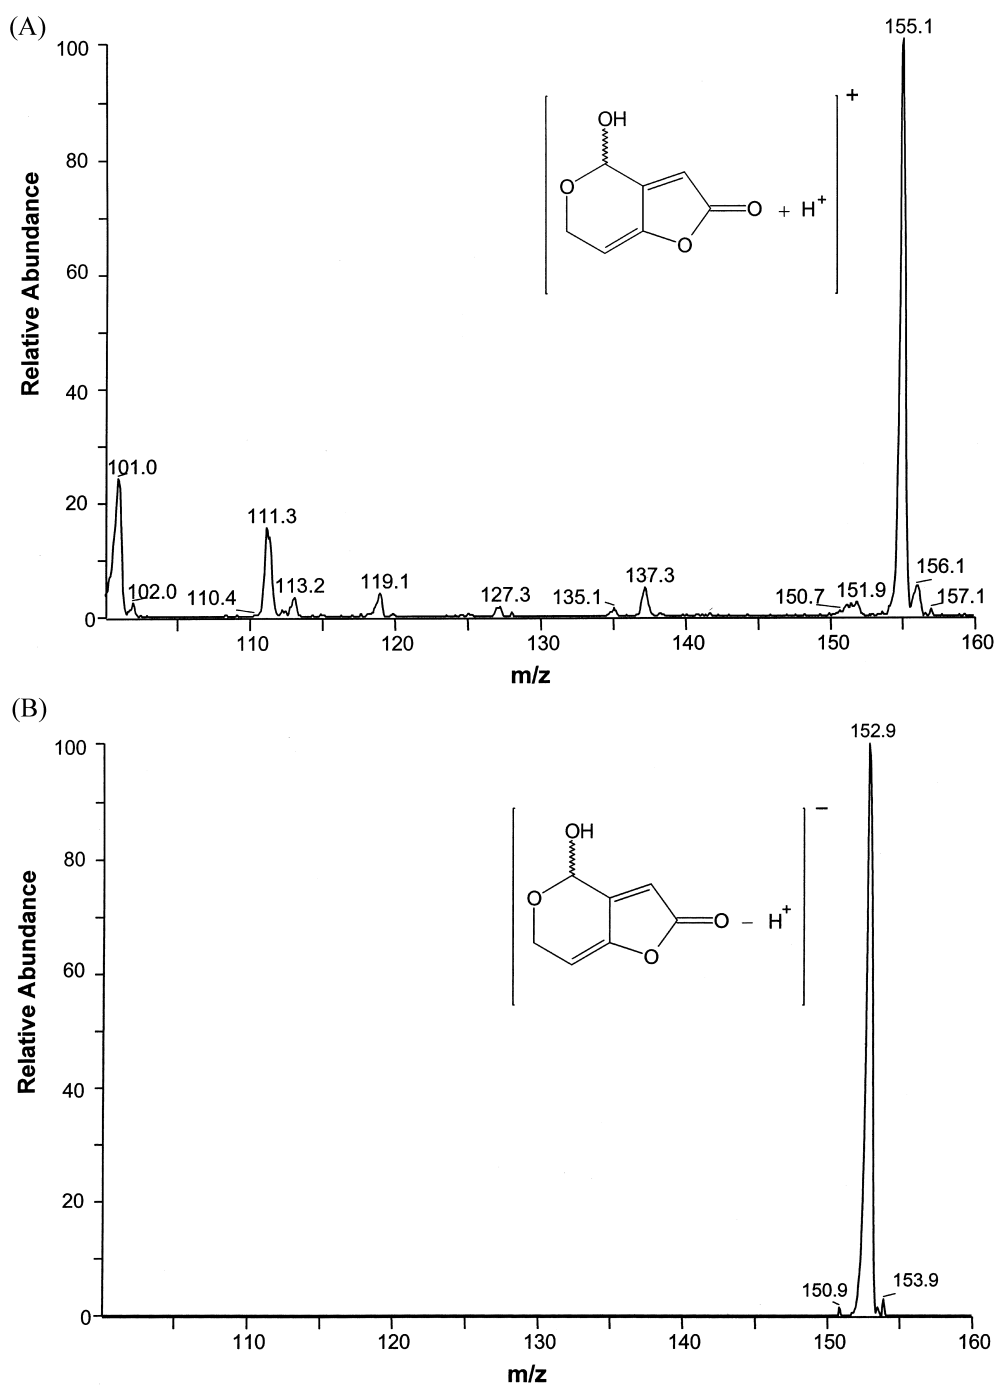 (A)
155.1
100
80
60
40
20
0
Relative Abundance
[
OH
O
O
O
+ H+
]+
101.0
102.0
110.4
111.3
113.2
119.1
127.3
135.1
137.3
150.7
151.9
156.1
157.1
110 120 130 140 150 160
m/z
(B)
152.9
100
80
60
40
20
0
Relative Abundance
[
OH
O
O
O
– H+
]–
150.9
153.9
110 120 130 140 150 160
m/z